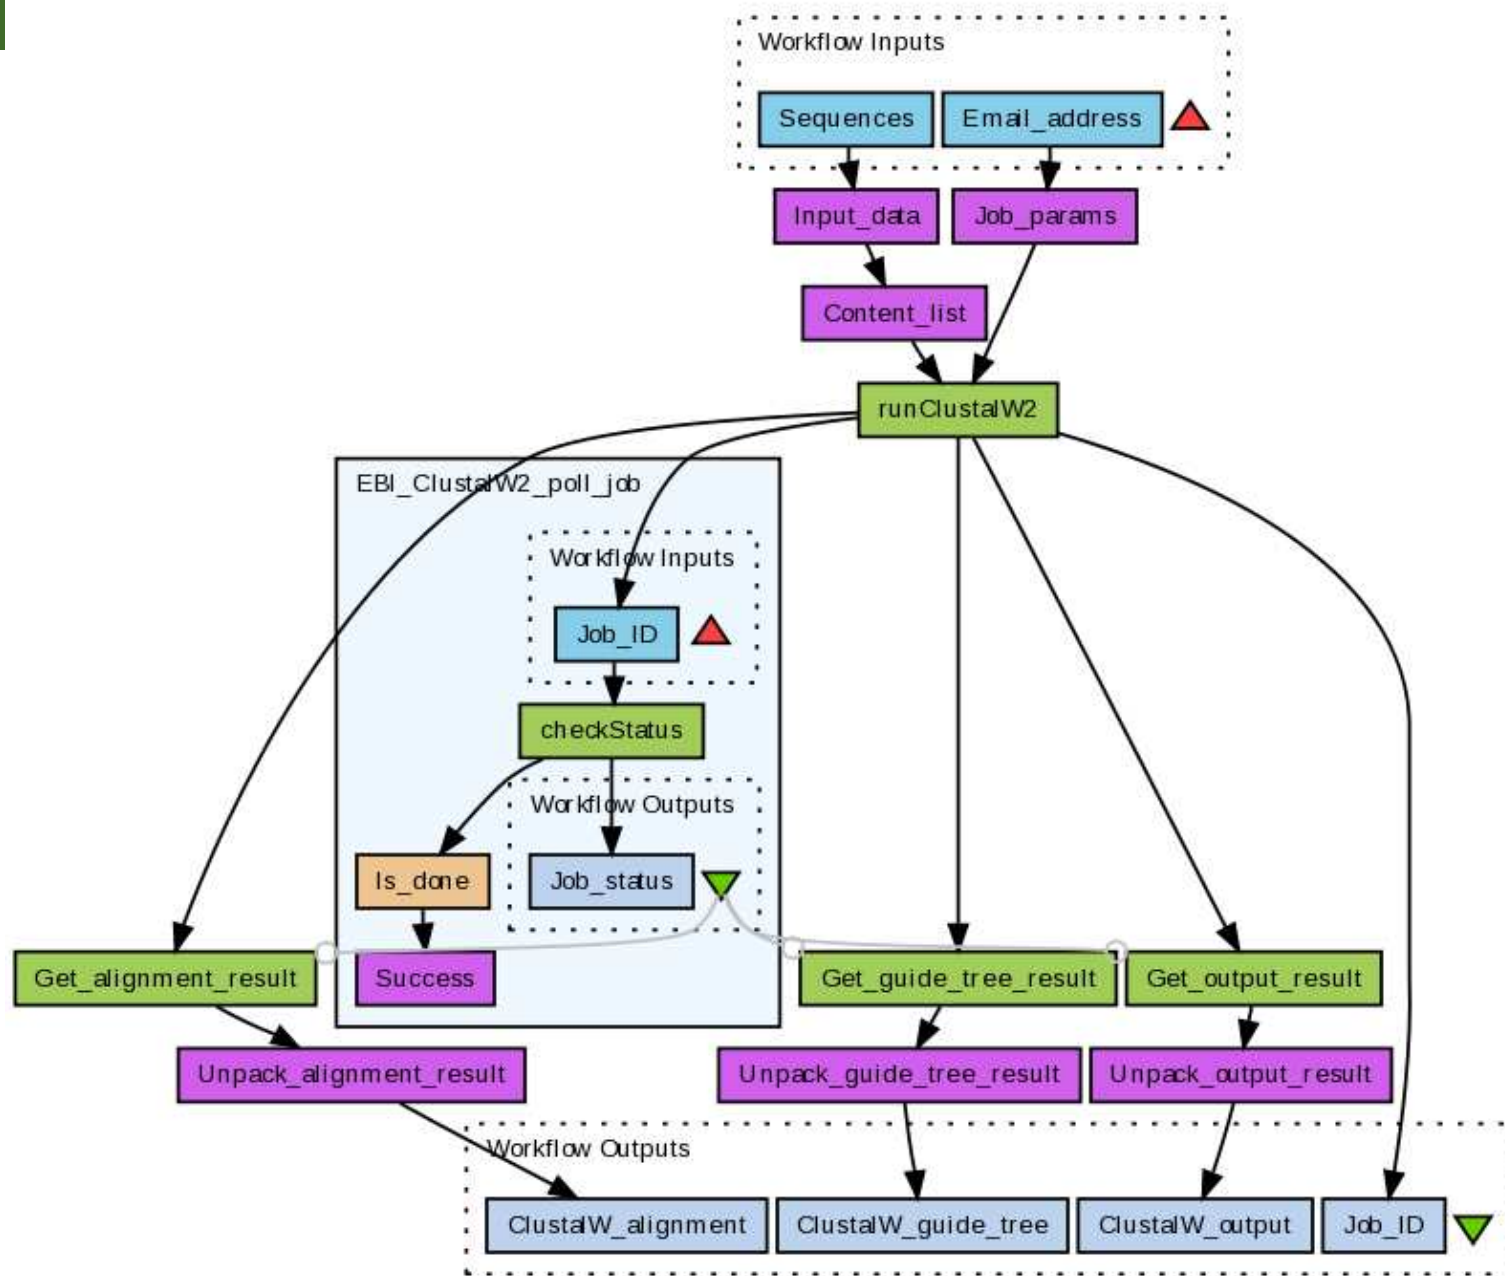 Workflow Inputs
Sequences
Email_address
Input_data
Job_params
Content_list
runClustalW2
EBI_ClustalW2_poll_job
Workflow Inputs
Job_ID
checkStatus
Workflow Outputs
Is_done
Job_status
Get_alignment_result
Success
Get_guide_tree_result
Get_output_result
Unpack_alignment_result
Unpack_guide_tree_result
Unpack_output_result
Workflow Outputs
ClustalW_alignment
ClustalW_guide_tree
ClustalW_output
Job_ID